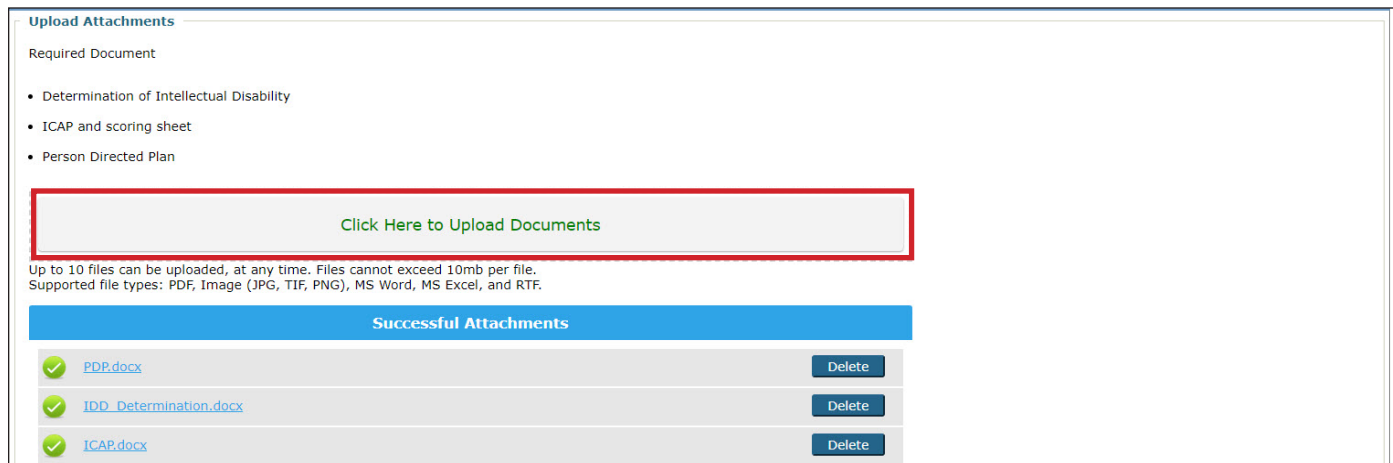 Upload Attachments
Required Document
• Determination of Intellectual Disability
• ICAP and scoring sheet
• Person Directed Plan
Click Here to Upload Documents
Up to 10 files can be uploaded, at any time. Files cannot exceed 10mb per file.
Supported file types: PDF, Image (JPG, TIF, PNG), MS Word, MS Excel, and RTF.
Successful Attachments
PDP.docx Delete
IDD_Determination.docx Delete
ICAP.docx Delete